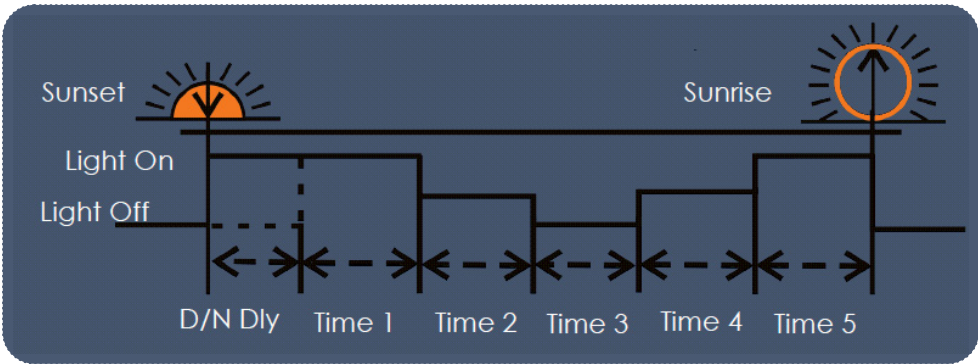 Sunset
Sunrise
Light On
Light Off
D/N Dly
Time 1
Time 2
Time 3
Time 4
Time 5